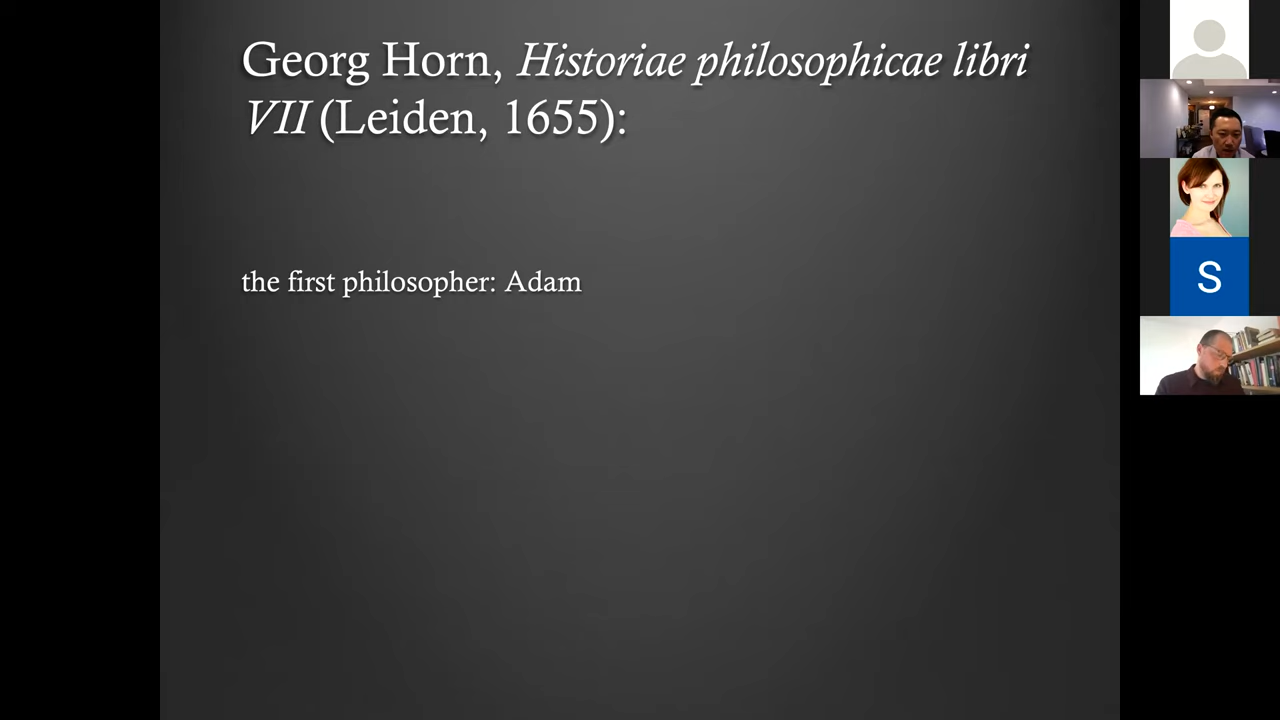 Georg Horn, Historiae philosophicae libri
VII (Leiden, 1655):
the first philosopher: Adam
S